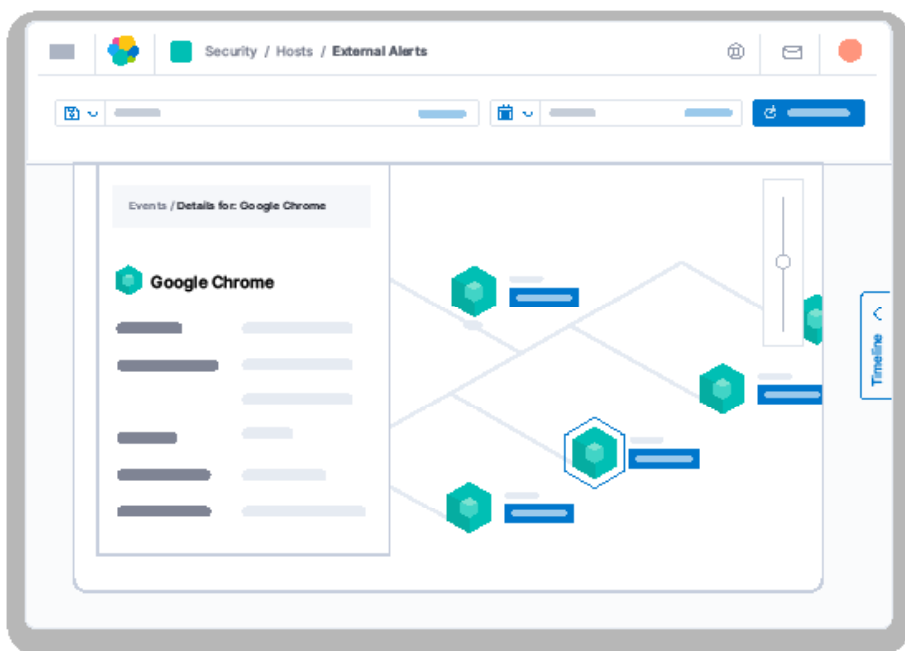 Security / Hosts / External Alerts
Events / Details for: Google Chrome
Google Chrome
Timeline